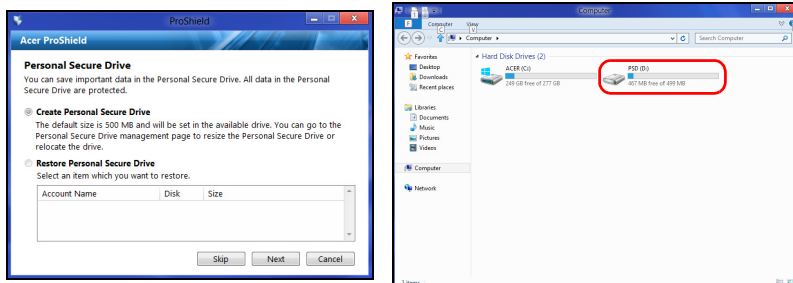 ProShield
Acer ProShield
Personal Secure Drive
You can save important data in the Personal Secure Drive. All data in the Personal
Secure Drive are protected.
Create Personal Secure Drive
The default size is 500 MB and will be set in the available drive. You can go to the
Personal Secure Drive management page to resize the Personal Secure Drive or
relocate the drive.
Restore Personal Secure Drive
Select an item which you want to restore.
Account Name Disk Size
Skip Next Cancel
Computer
F Computer View
C V
Computer
Search Computer
Favorites
Desktop
Downloads
Recent places
Libraries
Documents
Music
Pictures
Videos
Computer
Network
Hard Disk Drives (2)
ACER (C:)
249 GB free of 277 GB
PSD (D:)
467 MB free of 499 MB
2 items